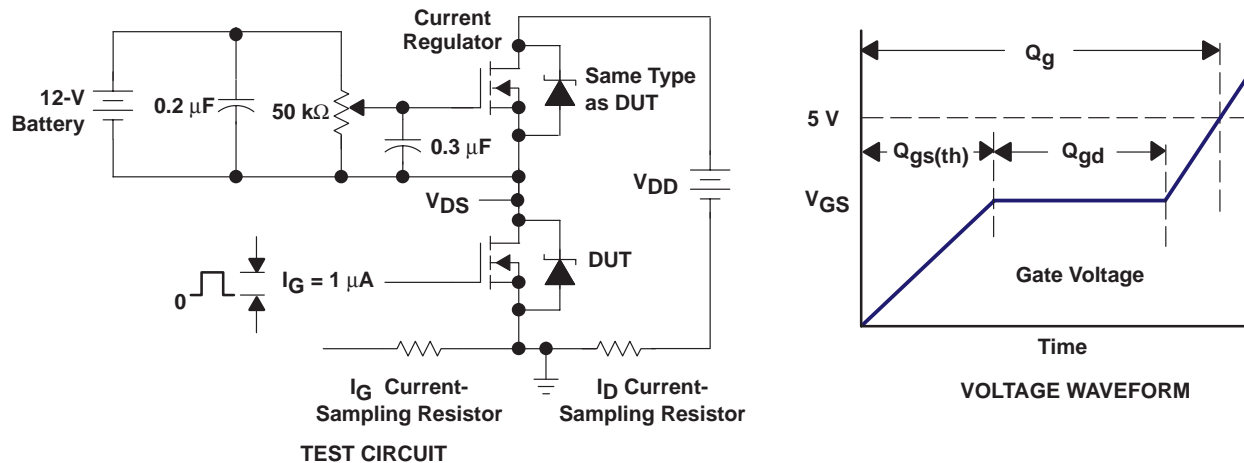 Current
Regulator
12-V
Battery
0.2 μF
50 kΩ
Same Type
as DUT
0.3 μF
VDD
VDS
DUT
0
IG = 1 μA
IG Current-
Sampling Resistor
ID Current-
Sampling Resistor
TEST CIRCUIT
Qg
5 V
Qgs(th)
Qgd
VGS
Gate Voltage
Time
VOLTAGE WAVEFORM